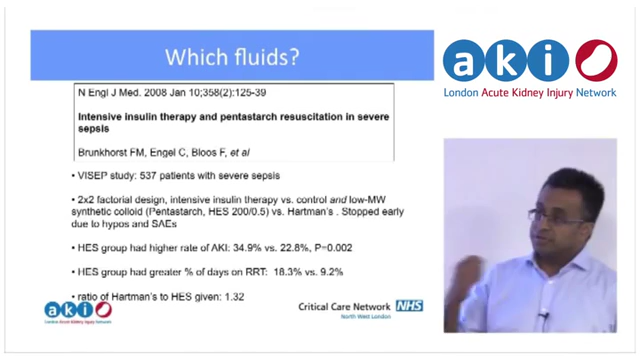 Which fluids?
N Engl J Med. 2008 Jan 10;358(2):125-39
Intensive insulin therapy and pentastarch resuscitation in severe
sepsis
Brunkhorst FM, Engel C, Bloos F, et al
• VISEP study: 537 patients with severe sepsis
• 2x2 factorial design, intensive insulin therapy vs. control and low-MW
synthetic colloid (Pentastarch, HES 200/0.5) vs. Hartman's . Stopped early
due to hypos and SAEs
• HES group had higher rate of AKI: 34.9% vs. 22.8%, P=0.002
• HES group had greater % of days on RRT: 18.3% vs. 9.2%
• ratio of Hartman's to HES given: 1.32
aki
London Acute Kidney Injury Network
Critical Care Network NHS
North West London
aki
London Acute Kidney Injury Network